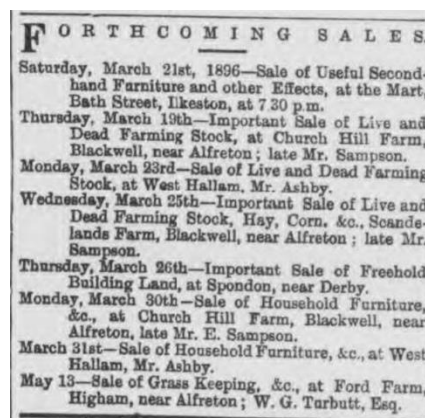 FORTHCOMING SALES.
Saturday, March 21st, 1896—Sale of Useful Second-
hand Furniture and other Effects, at the Mart,
Bath Street, Ilkeston, at 7.30 p.m.
Thursday, March 19th—Important Sale of Live and
Dead Farming Stock, at Church Hill Farm,
Blackwell, near Alfreton; late Mr. Sampson.
Monday, March 23rd—Sale of Live and Dead Farming
Stock, at West Hallam, Mr. Ashby.
Wednesday, March 25th—Important Sale of Live and
Dead Farming Stock, Hay, Corn, &c., Scande-
lands Farm, Blackwell, near Alfreton; late Mr.
Sampson.
Thursday, March 26th—Important Sale of Freehold
Building Land, at Spondon, near Derby.
Monday, March 30th—Sale of Household Furniture,
&c., at Church Hill Farm, Blackwell, near
Alfreton, late Mr. E. Sampson.
March 31st—Sale of Household Furniture, &c., at West
Hallam, Mr. Ashby.
May 13—Sale of Grass Keeping, &c., at Ford Farm,
Higham, near Alfreton; W. G. Turbutt, Esq.